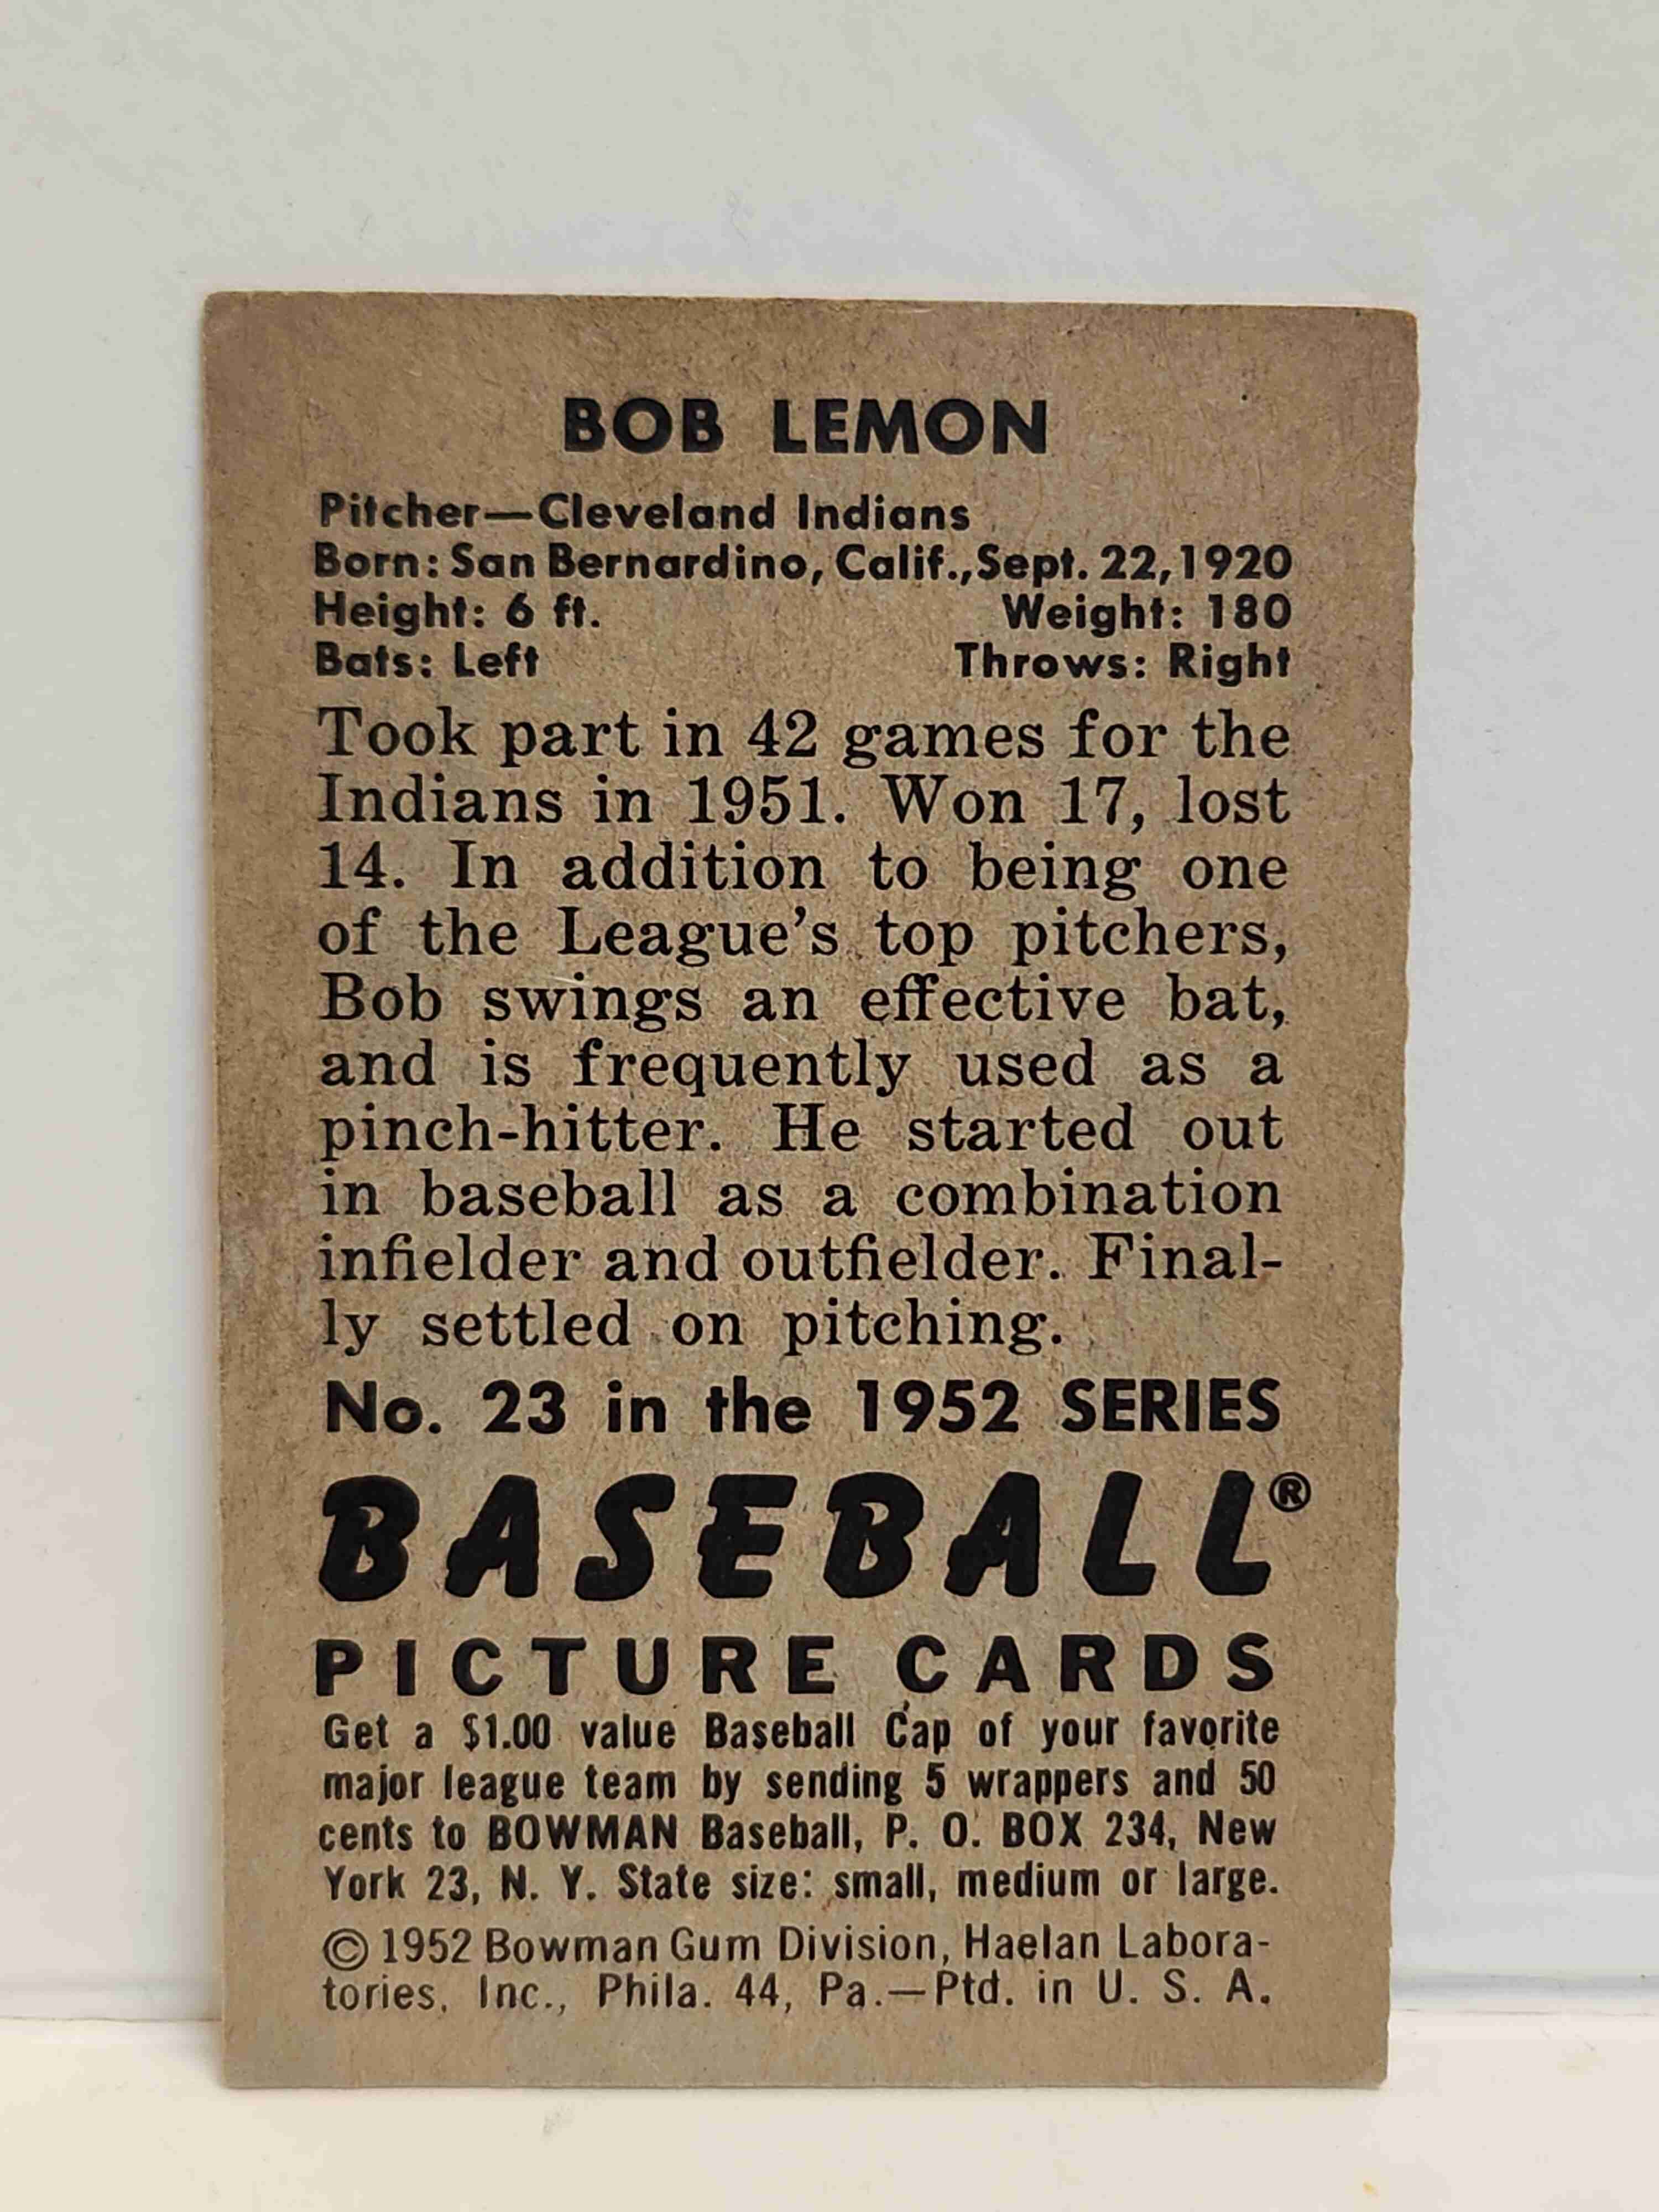 BOB LEMON
Pitcher—Cleveland Indians
Born: San Bernardino, Calif., Sept. 22, 1920
Height: 6 ft. Weight: 180
Bats: Left Throws: Right
Took part in 42 games for the
Indians in 1951. Won 17, lost
14. In addition to being one
of the League's top pitchers,
Bob swings an effective bat,
and is frequently used as a
pinch-hitter. He started out
in baseball as a combination
infielder and outfielder. Final-
ly settled on pitching.
No. 23 in the 1952 SERIES
BASEBALL®
PICTURE CARDS
Get a $1.00 value Baseball Cap of your favorite
major league team by sending 5 wrappers and 50
cents to BOWMAN Baseball, P. O. BOX 234, New
York 23, N. Y. State size: small, medium or large.
© 1952 Bowman Gum Division, Haelan Labora-
tories, Inc., Phila. 44, Pa.—Ptd. in U. S. A.